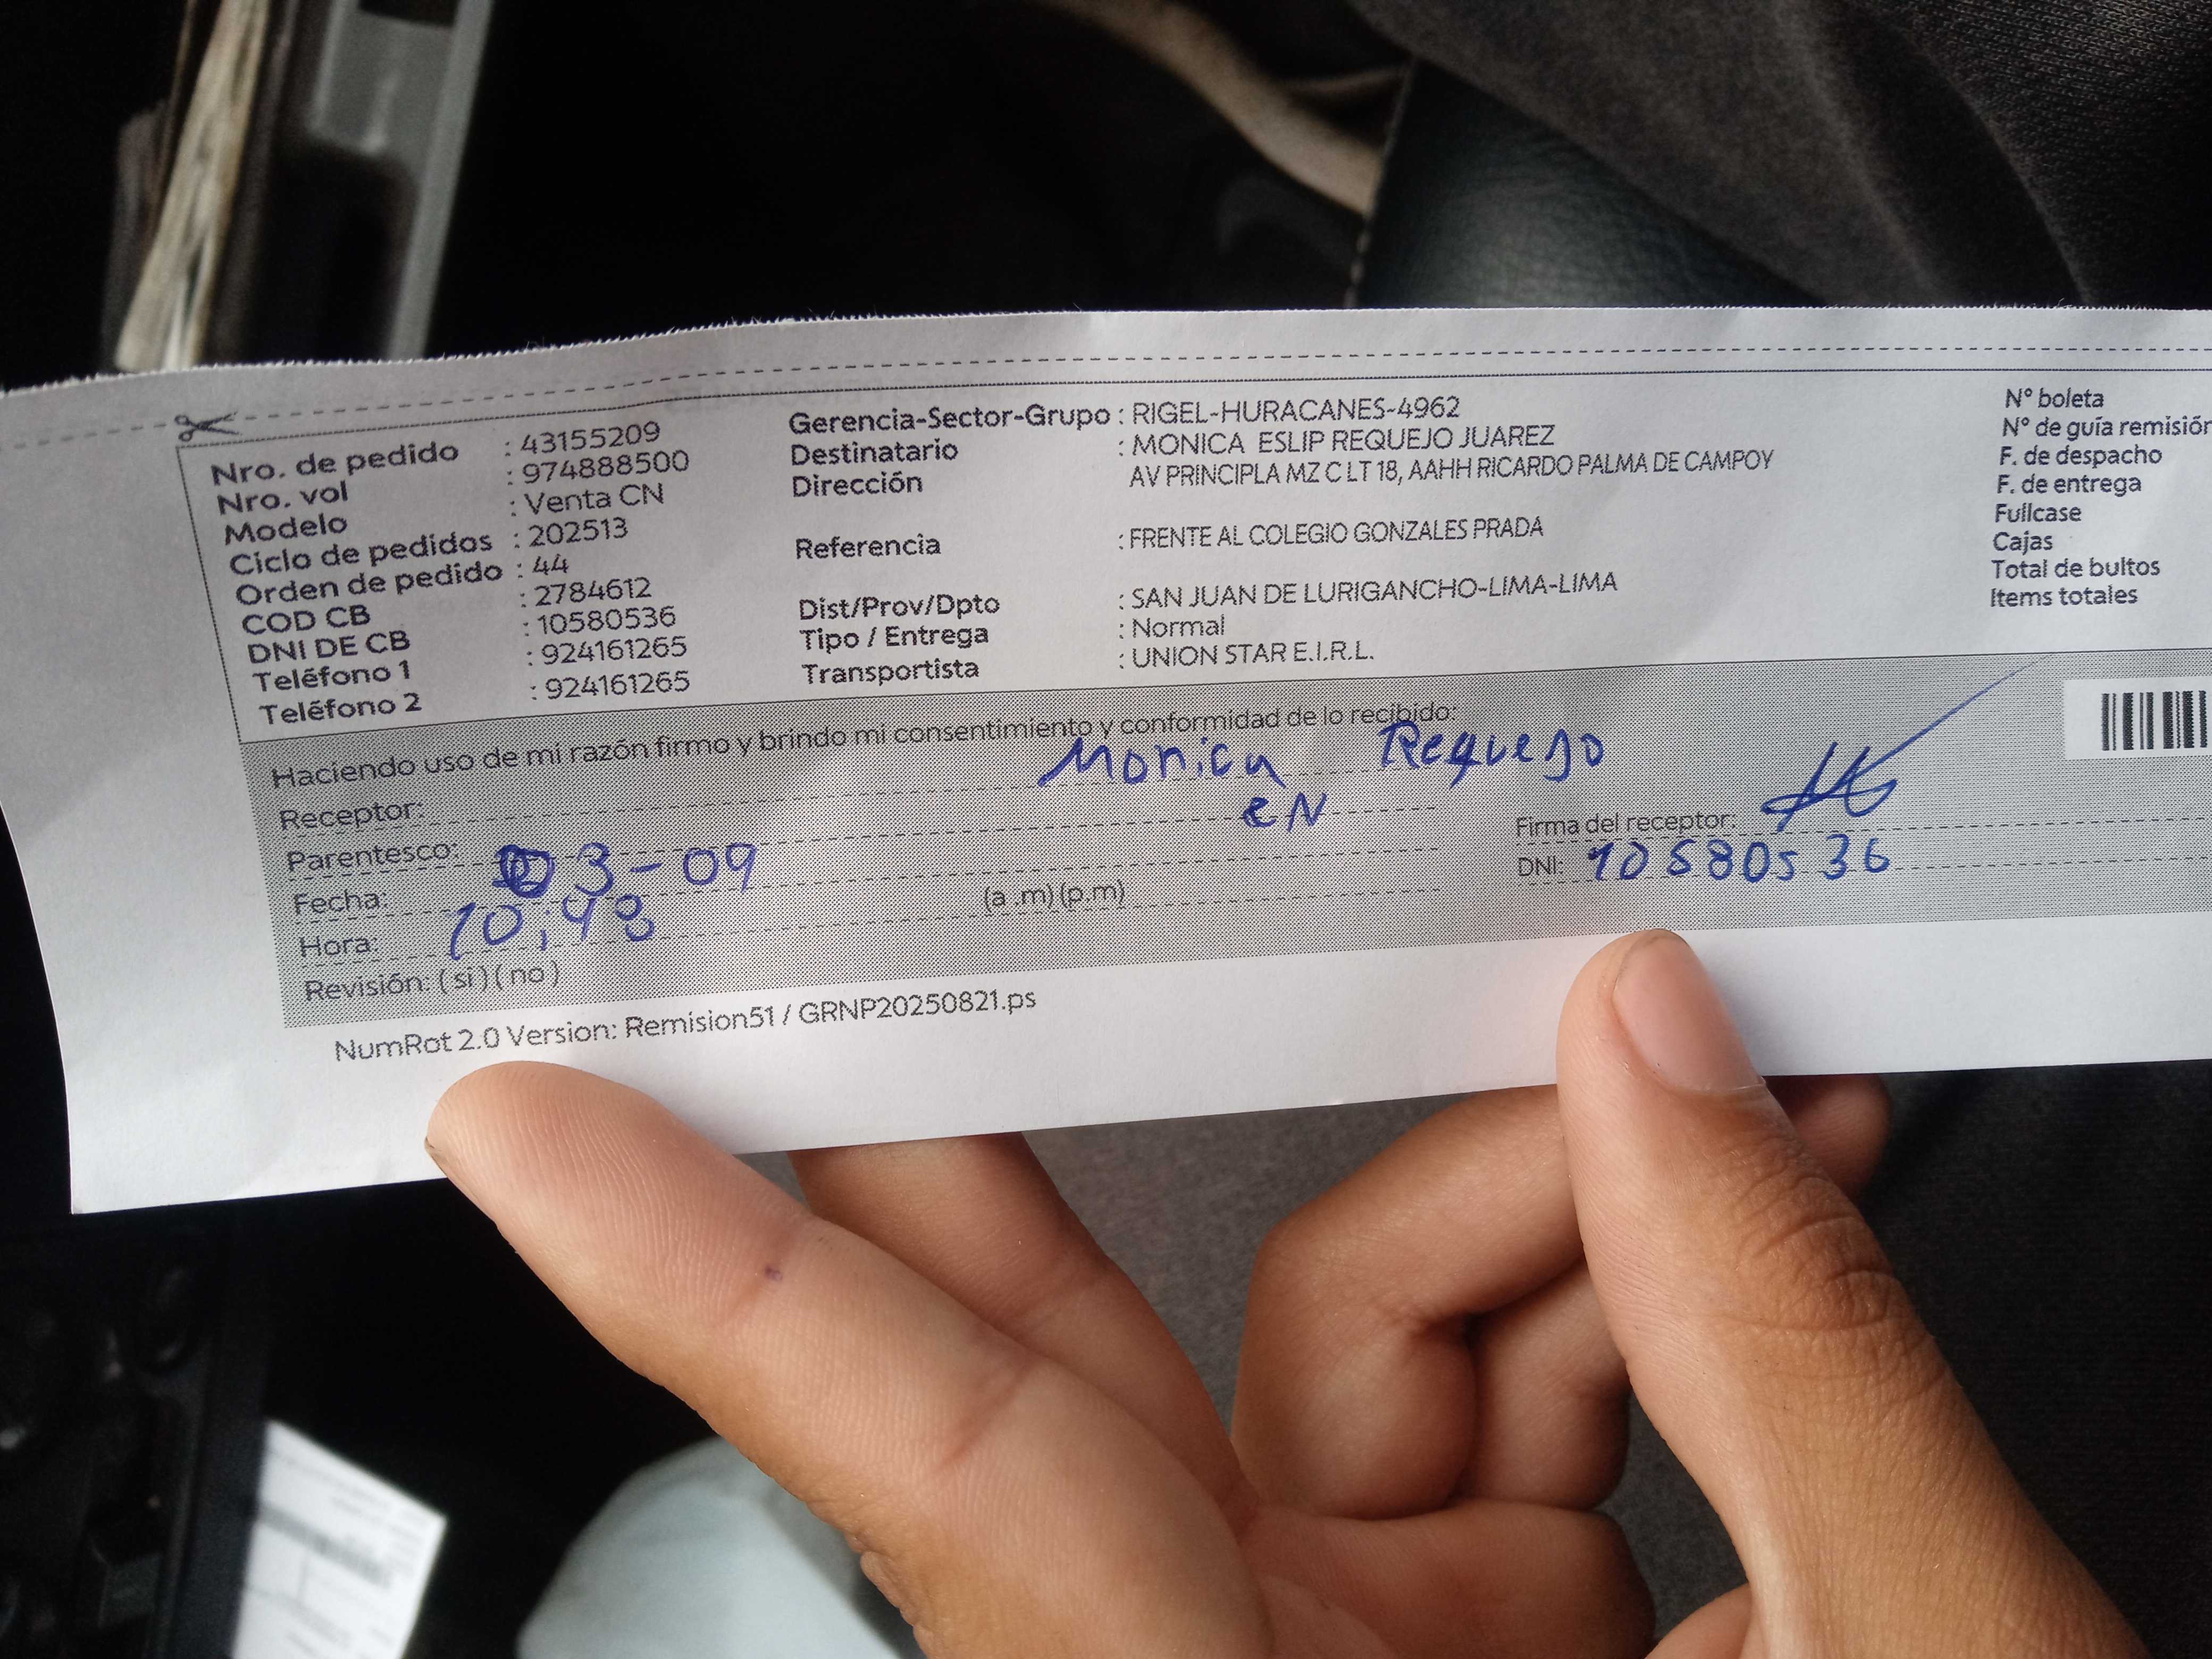 Nro. de pedido : 43155209
Nro. vol : 974888500
Modelo : Venta CN
Ciclo de pedidos : 202513
Orden de pedido : 44
COD CB : 2784612
DNI DE CB : 10580536
Teléfono 1 : 924161265
Teléfono 2 : 924161265
Gerencia-Sector-Grupo : RIGEL-HURACANES-4962
Destinatario : MONICA ESLIP REQUEJO JUAREZ
Dirección AV PRINCIPLA MZ C LT 18, AAHH RICARDO PALMA DE CAMPOY
Referencia : FRENTE AL COLEGIO GONZALES PRADA
Dist/Prov/Dpto : SAN JUAN DE LURIGANCHO-LIMA-LIMA
Tipo / Entrega : Normal
Transportista : UNION STAR E.I.R.L.
N° boleta
N° de guía remisión
F. de despacho
F. de entrega
Fullcase
Cajas
Total de bultos
Items totales
Haciendo uso de mi razón firmo y brindo mi consentimiento y conformidad de lo recibido:
Receptor: Monica Requejo
Parentesco: CN
Fecha: 03-09
Hora: 10:48 (a .m) (p.m)
Revisión: ( si ) ( no )
Firma del receptor:
DNI: 10580536
NumRot 2.0 Version: Remision51 / GRNP20250821.ps